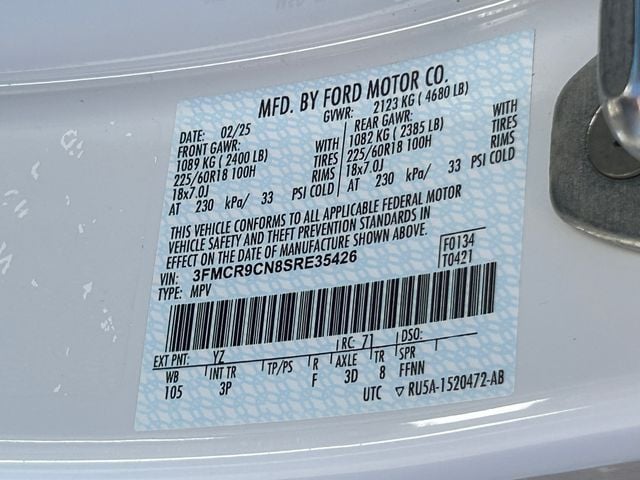 MFD. BY FORD MOTOR CO.
DATE: 02/25 GVWR: 2123 KG (4680 LB)
FRONT GAWR: REAR GAWR:
1089 KG (2400 LB) WITH 1082 KG (2385 LB) WITH
225/60R18 100H TIRES 225/60R18 100H TIRES
18x7.0J RIMS 18x7.0J RIMS
AT 230 kPa/ 33 PSI COLD AT 230 kPa/ 33 PSI COLD
THIS VEHICLE CONFORMS TO ALL APPLICABLE FEDERAL MOTOR
VEHICLE SAFETY AND THEFT PREVENTION STANDARDS IN
EFFECT ON THE DATE OF MANUFACTURE SHOWN ABOVE.
VIN: 3FMCR9CN8SRE35426 F0134
TYPE: MPV T0421
EXT PNT: YZ RC: 71 DSO:
WB INT TR TP/PS R AXLE TR SPR
105 3P F 3D 8 FFNN
UTC ▽ RU5A-1520472-AB